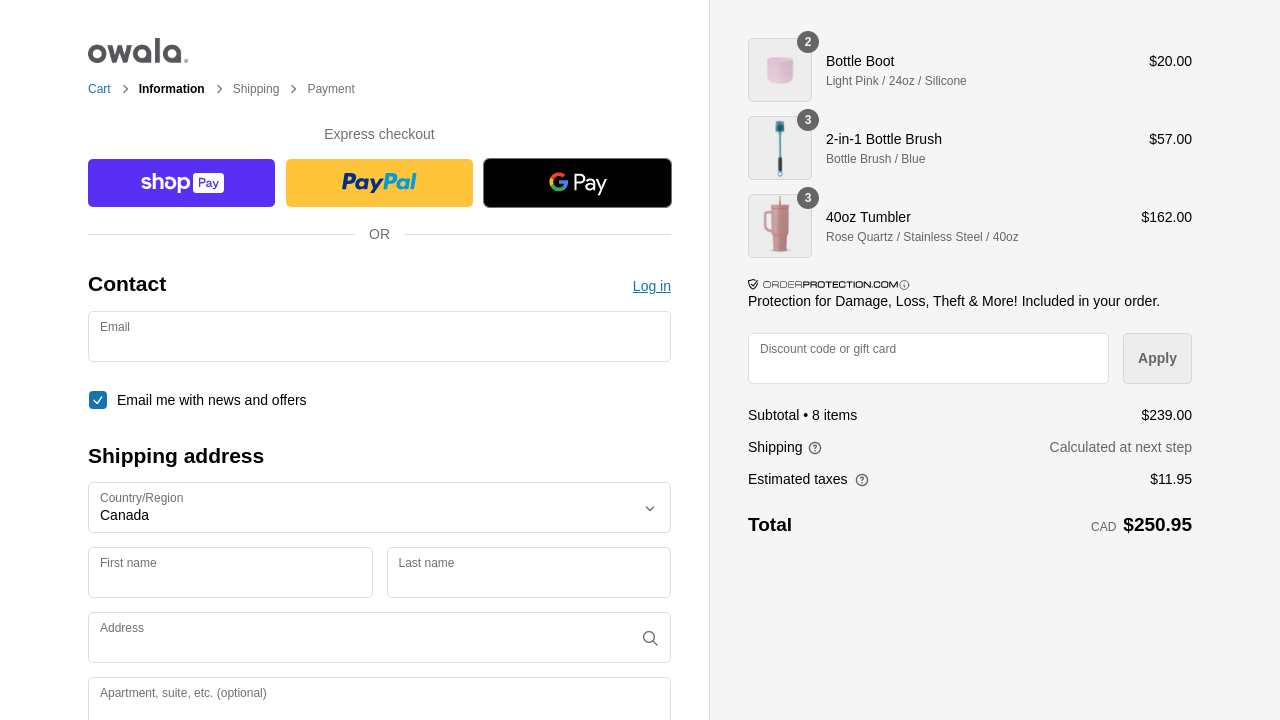 owala.
Cart > Information > Shipping > Payment
Express checkout
shop Pay
PayPal
G Pay
OR
Contact
Log in
Email
Email me with news and offers
Shipping address
Country/Region
Canada
First name
Last name
Address
Apartment, suite, etc. (optional)
2
Bottle Boot
$20.00
Light Pink / 24oz / Silicone
3
2-in-1 Bottle Brush
$57.00
Bottle Brush / Blue
3
40oz Tumbler
$162.00
Rose Quartz / Stainless Steel / 40oz
ORDERPROTECTION.COM
Protection for Damage, Loss, Theft & More! Included in your order.
Discount code or gift card
Apply
Subtotal • 8 items
$239.00
Shipping
Calculated at next step
Estimated taxes
$11.95
Total
CAD $250.95